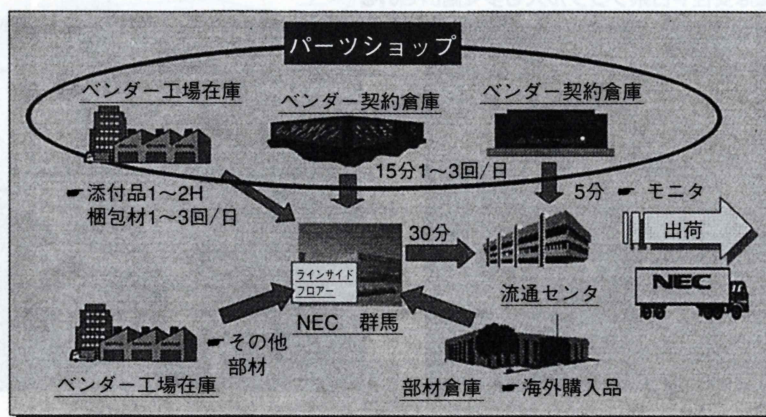 パーツショップ
ベンダー工場在庫
ベンダー契約倉庫
ベンダー契約倉庫
15分1〜3回/日
☛添付品1〜2H
梱包材1〜3回/日
5分 ☛ モニタ
30分
出荷
ラインサイド
フロアー
NEC 群馬
流通センタ
NEC
☛その他
部材
ベンダー工場在庫
部材倉庫 ☛海外購入品